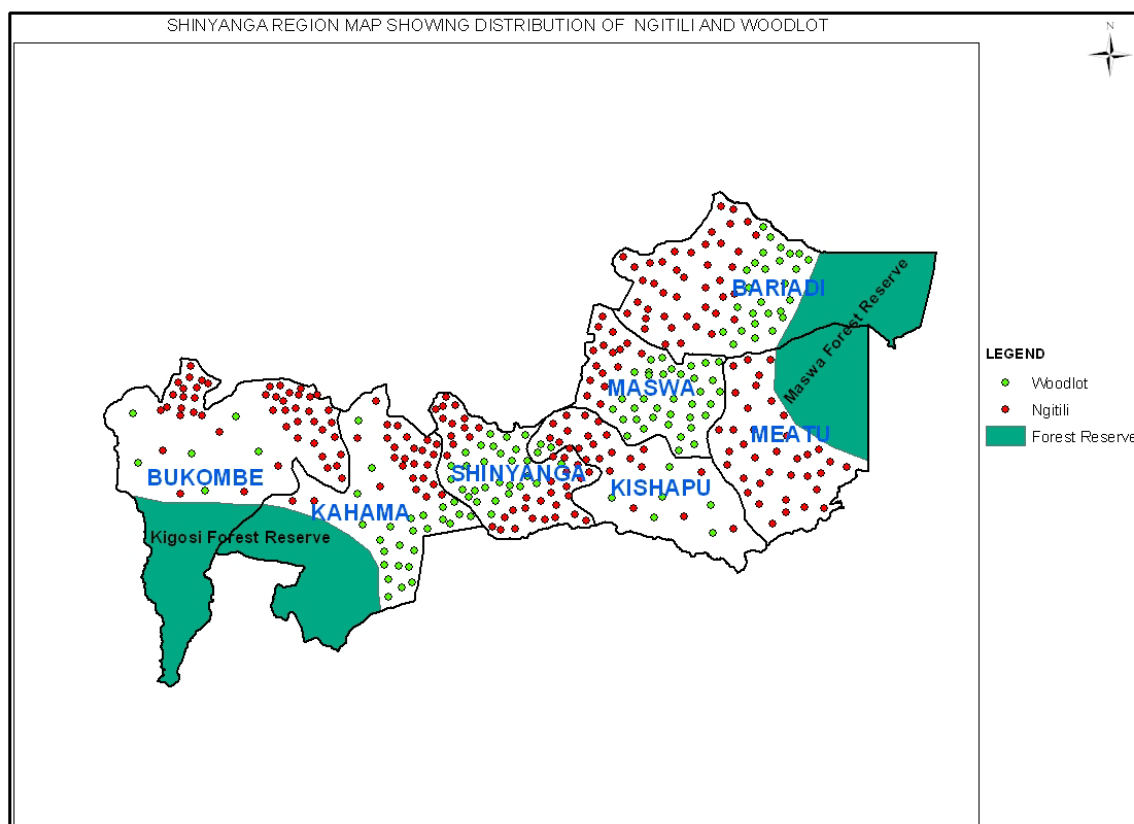 SHINYANGA REGION MAP SHOWING DISTRIBUTION OF NGITILI AND WOODLOT
N
BARIADI
Maswa Forest Reserve
MASWA
MEATU
SHINYANGA
KISHAPU
BUKOMBE
KAHAMA
Kigosi Forest Reserve
LEGEND
Woodlot
Ngitili
Forest Reserve